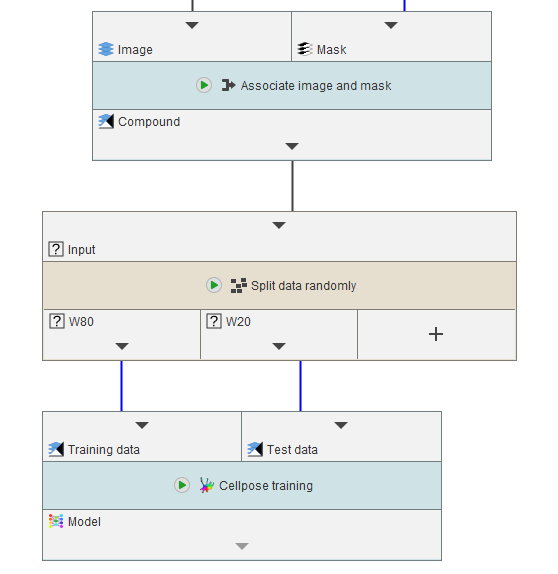 Image
Mask
Associate image and mask
Compound
? Input
Split data randomly
? W80
? W20
+
Training data
Test data
Cellpose training
Model